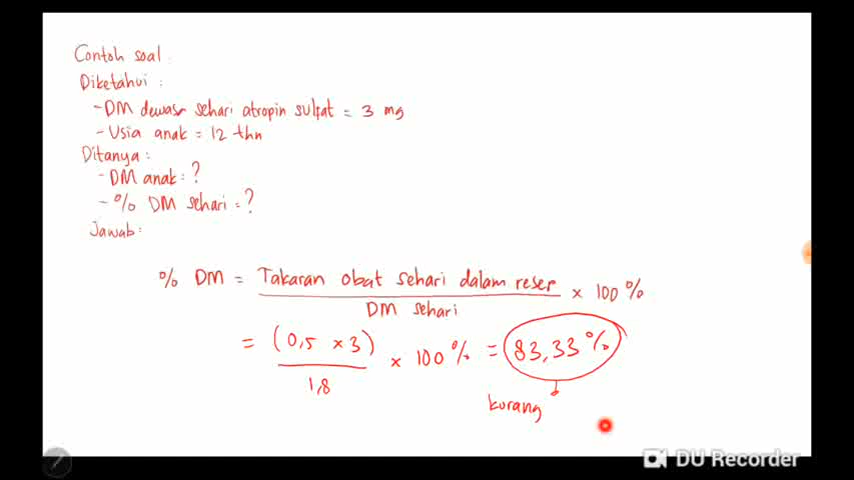 Contoh soal :
Diketahui :
- DM dewasa sehari atropin sulfat = 3 mg
- Usia anak = 12 thn
Ditanya :
- DM anak : ?
- % DM sehari = ?
Jawab :
% DM = Takaran obat sehari dalam resep / DM sehari × 100 %
= (0,5 × 3) / 1,8 × 100 % = 83,33 %
kurang
DU Recorder